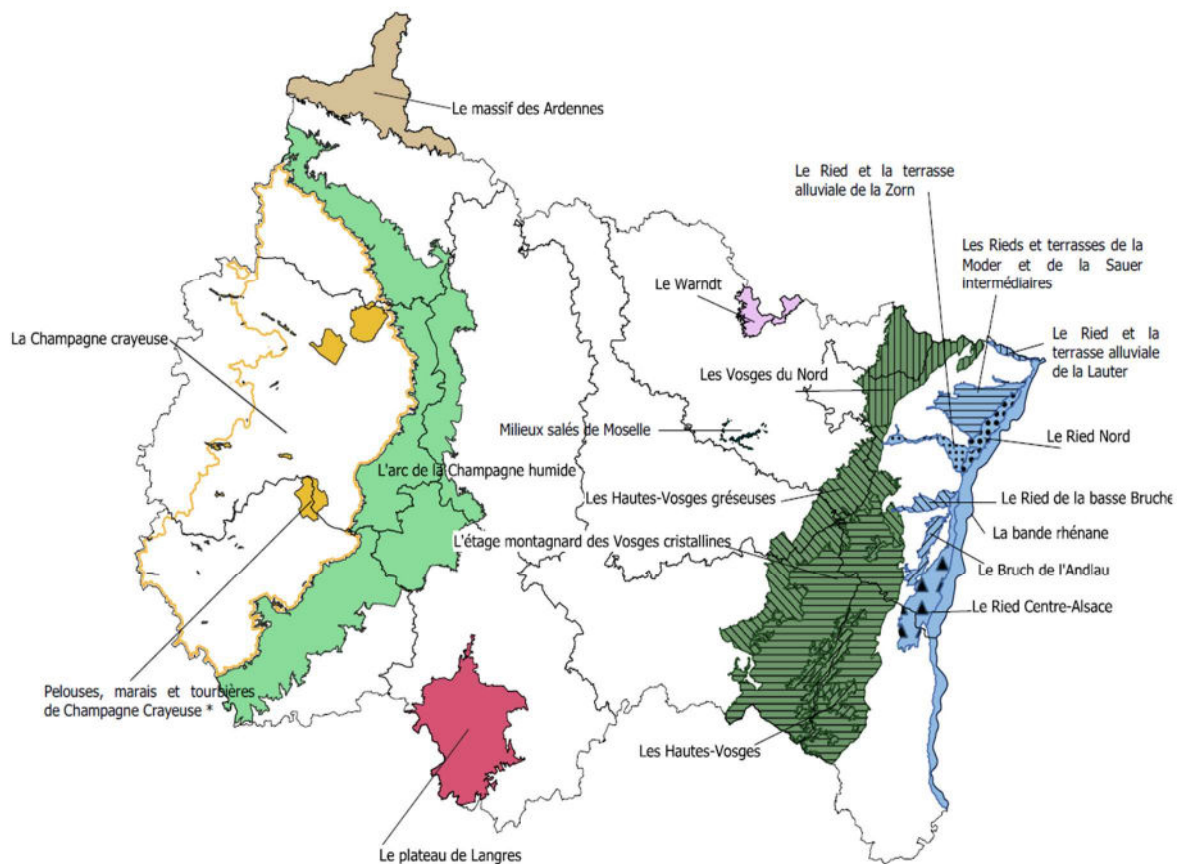 Le massif des Ardennes
Le Ried et la terrasse
alluviale de la Zorn
Les Rieds et terrasses de la
Moder et de la Sauer
intermédiaires
Le Warndt
La Champagne crayeuse
Le Ried et la
terrasse alluviale
de la Lauter
Les Vosges du Nord
Milieux salés de Moselle
Le Ried Nord
L'arc de la Champagne humide
Les Hautes-Vosges gréseuses
Le Ried de la basse Bruche
La bande rhénane
L'étage montagnard des Vosges cristallines
Le Bruch de l'Andlau
Le Ried Centre-Alsace
Pelouses, marais et tourbières
de Champagne Crayeuse *
Les Hautes-Vosges
Le plateau de Langres